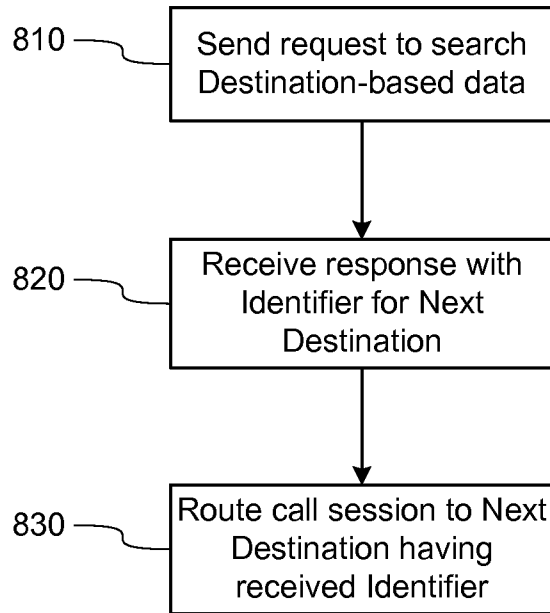 810
Send request to search
Destination-based data
820
Receive response with
Identifier for Next
Destination
830
Route call session to Next
Destination having
received Identifier